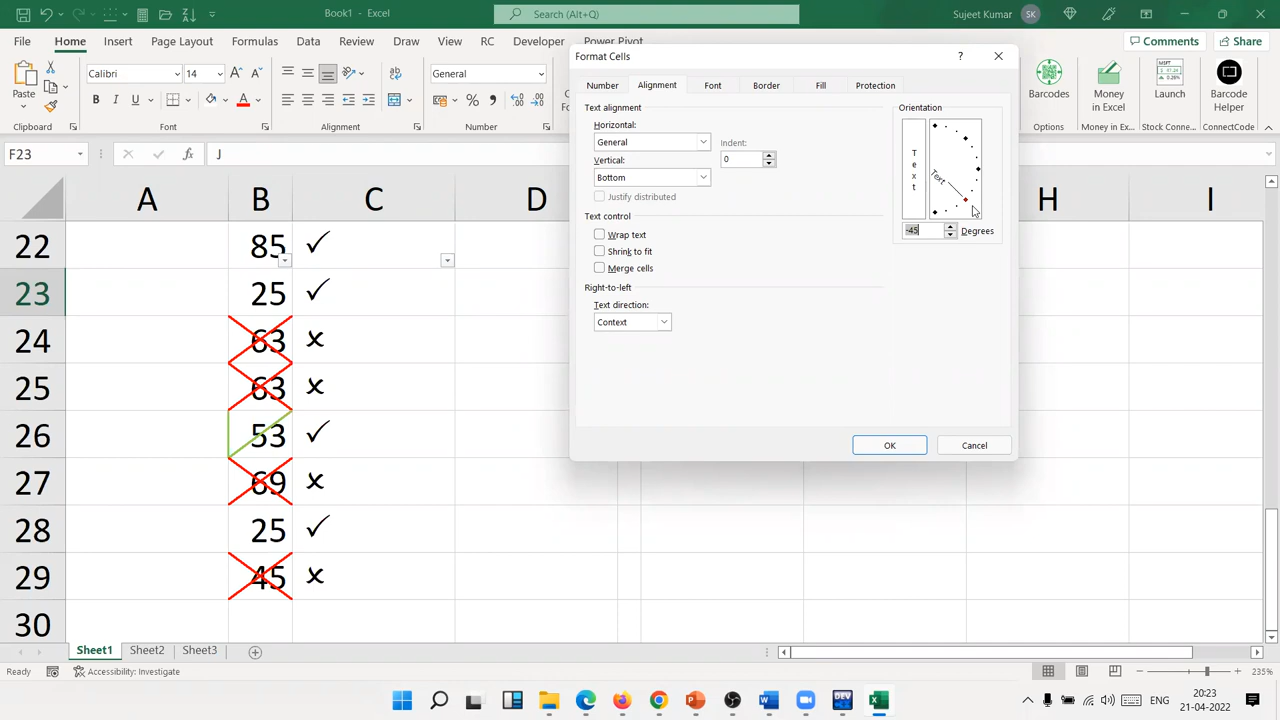 Book1 - Excel
Search (Alt+Q)
Sujeet Kumar SK
File Home Insert Page Layout Formulas Data Review Draw View RC Developer Power Pivot
Comments Share
Paste
Calibri 14
B I U
Clipboard Font Alignment
General
% 9
Number
Barcodes
Options
Money in Excel
Money in Ex...
MSFT
Launch
Stock Conne...
Barcode Helper
ConnectCode
F23 fx J
A B C D H I
22 85 ✓
23 25 ✓
24 63 ✗
25 63 ✗
26 53 ✓
27 69 ✗
28 25 ✓
29 45 ✗
30
Format Cells ?
Number Alignment Font Border Fill Protection
Text alignment
Horizontal:
General
Indent:
0
Vertical:
Bottom
Justify distributed
Text control
Wrap text
Shrink to fit
Merge cells
Right-to-left
Text direction:
Context
Orientation
Text
Text
-45 Degrees
OK Cancel
Sheet1 Sheet2 Sheet3
Ready Accessibility: Investigate
235%
DEV
ENG
20:23
21-04-2022